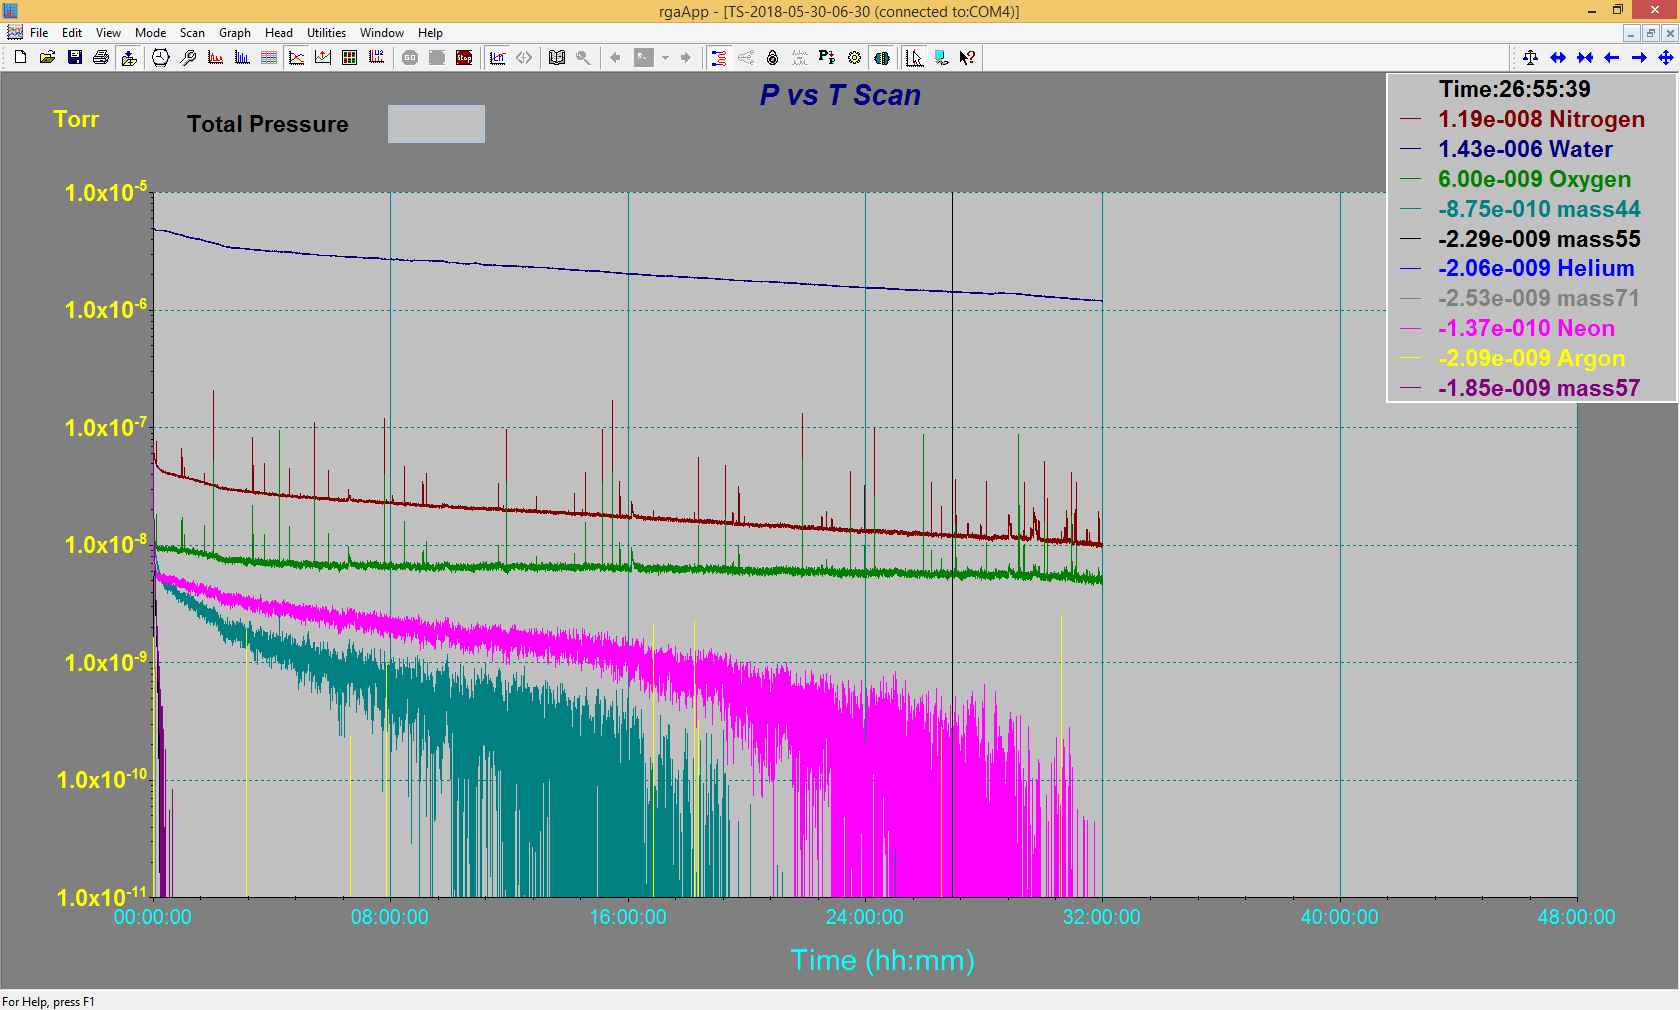 rgaApp - [TS-2018-05-30-06-30 (connected to:COM4)]
File Edit View Mode Scan Graph Head Utilities Window Help
GO Stop
P vs T Scan
Torr
Total Pressure
Time:26:55:39
1.19e-008 Nitrogen
1.43e-006 Water
6.00e-009 Oxygen
-8.75e-010 mass44
-2.29e-009 mass55
-2.06e-009 Helium
-2.53e-009 mass71
-1.37e-010 Neon
-2.09e-009 Argon
-1.85e-009 mass57
1.0x10-5
1.0x10-6
1.0x10-7
1.0x10-8
1.0x10-9
1.0x10-10
1.0x10-11
00:00:00 08:00:00 16:00:00 24:00:00 32:00:00 40:00:00 48:00:00
Time (hh:mm)
For Help, press F1